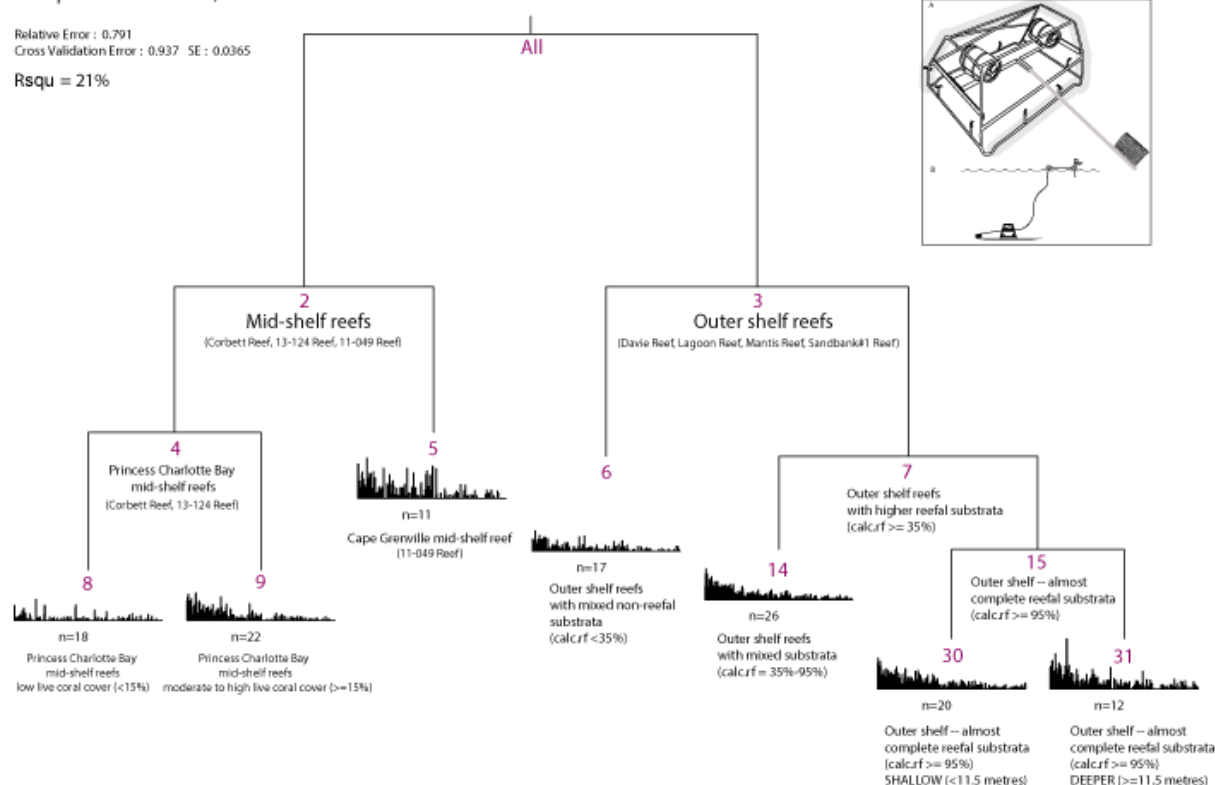 Relative Error : 0.791
Cross Validation Error : 0.937 SE : 0.0365
Rsqu = 21%
All
A
B
2
Mid-shelf reefs
(Corbett Reef, 13-124 Reef, 11-049 Reef)
3
Outer shelf reefs
(Davie Reef, Lagoon Reef, Mantis Reef, Sandbank#1 Reef)
4
Princess Charlotte Bay
mid-shelf reefs
(Corbett Reef, 13-124 Reef)
5
n=11
Cape Grenville mid-shelf reef
(11-049 Reef)
6
n=17
Outer shelf reefs
with mixed non-reefal
substrata
(calc.rf <35%)
7
Outer shelf reefs
with higher reefal substrata
(calc.rf >= 35%)
8
n=18
Princess Charlotte Bay
mid-shelf reefs
low live coral cover (<15%)
9
n=22
Princess Charlotte Bay
mid-shelf reefs
moderate to high live coral cover (>=15%)
14
n=26
Outer shelf reefs
with mixed substrata
(calc.rf = 35%-95%)
15
Outer shelf -- almost
complete reefal substrata
(calc.rf >= 95%)
30
n=20
Outer shelf -- almost
complete reefal substrata
(calc.rf >= 95%)
SHALLOW (<11.5 metres)
31
n=12
Outer shelf -- almost
complete reefal substrata
(calc.rf >= 95%)
DEEPER (>=11.5 metres)